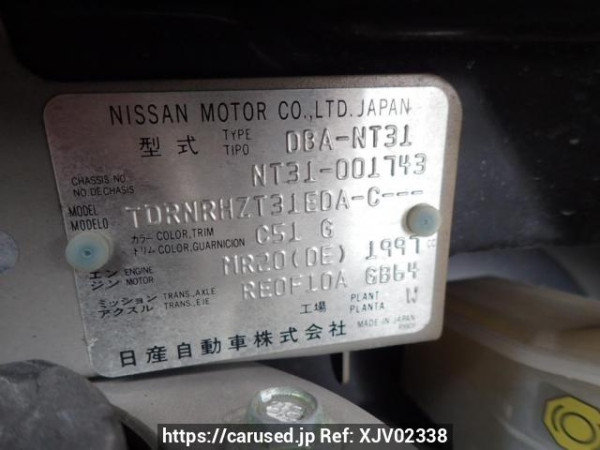 NISSAN MOTOR CO.,LTD.JAPAN
型式 TYPE TIPO DBA-NT31
CHASSIS NO. NO.DE CHASIS NT31-001743
MODEL MODELO TDRNRHZT31EDA-C---
カラー トリム COLOR,TRIM COLOR,GUARNICION C51 G
エンジン ENGINE MOTOR MR20(DE) 1997 cc
ミッション アクスル TRANS.,AXLE TRANS.,EJE RE0F10A GB64
工場 PLANT PLANTA W
日産自動車株式会社 MADE IN JAPAN
https://carused.jp Ref: XJV02338